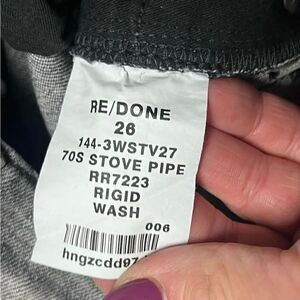 RE/DONE
26
144-3WSTV27
70S STOVE PIPE
RR7223
RIGID
WASH
006